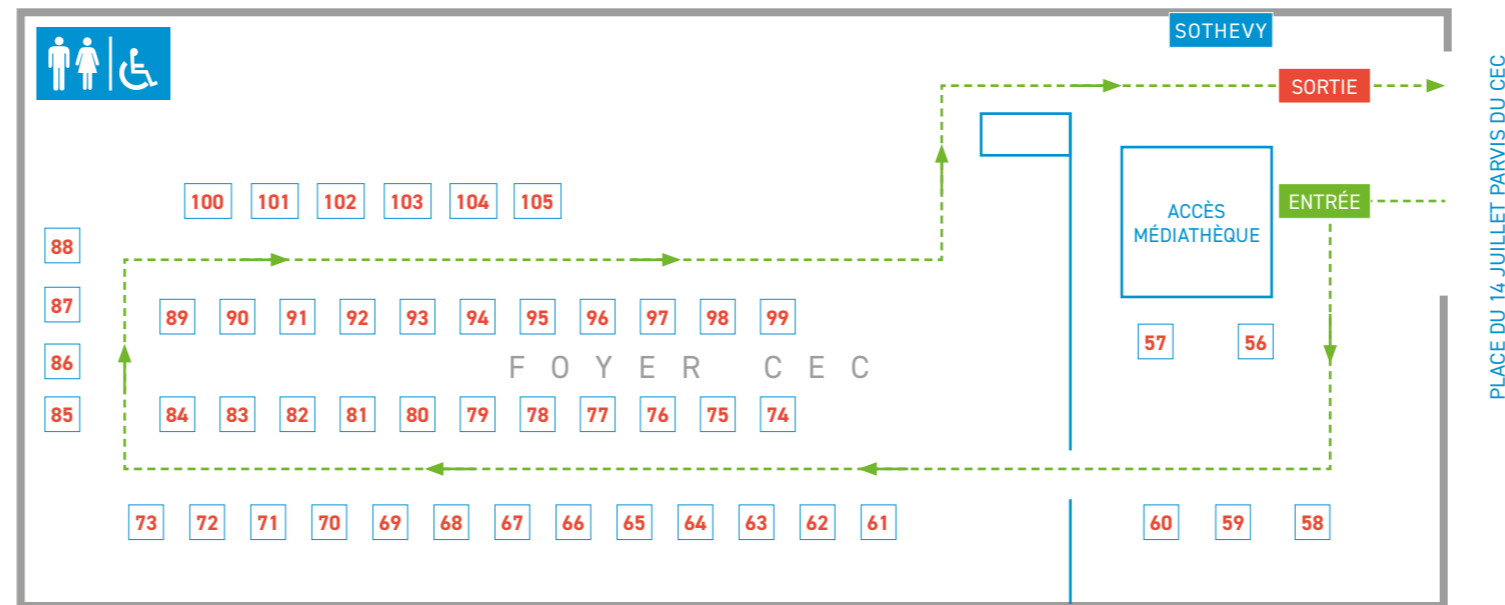 SOTHEVY
SORTIE
PLACE DU 14 JUILLET PARVIS DU CEC
ENTRÉE
ACCÈS
MÉDIATHÈQUE
100 101 102 103 104 105
88
87
89 90 91 92 93 94 95 96 97 98 99
57 56
86
FOYER CEC
85
84 83 82 81 80 79 78 77 76 75 74
73 72 71 70 69 68 67 66 65 64 63 62 61
60 59 58